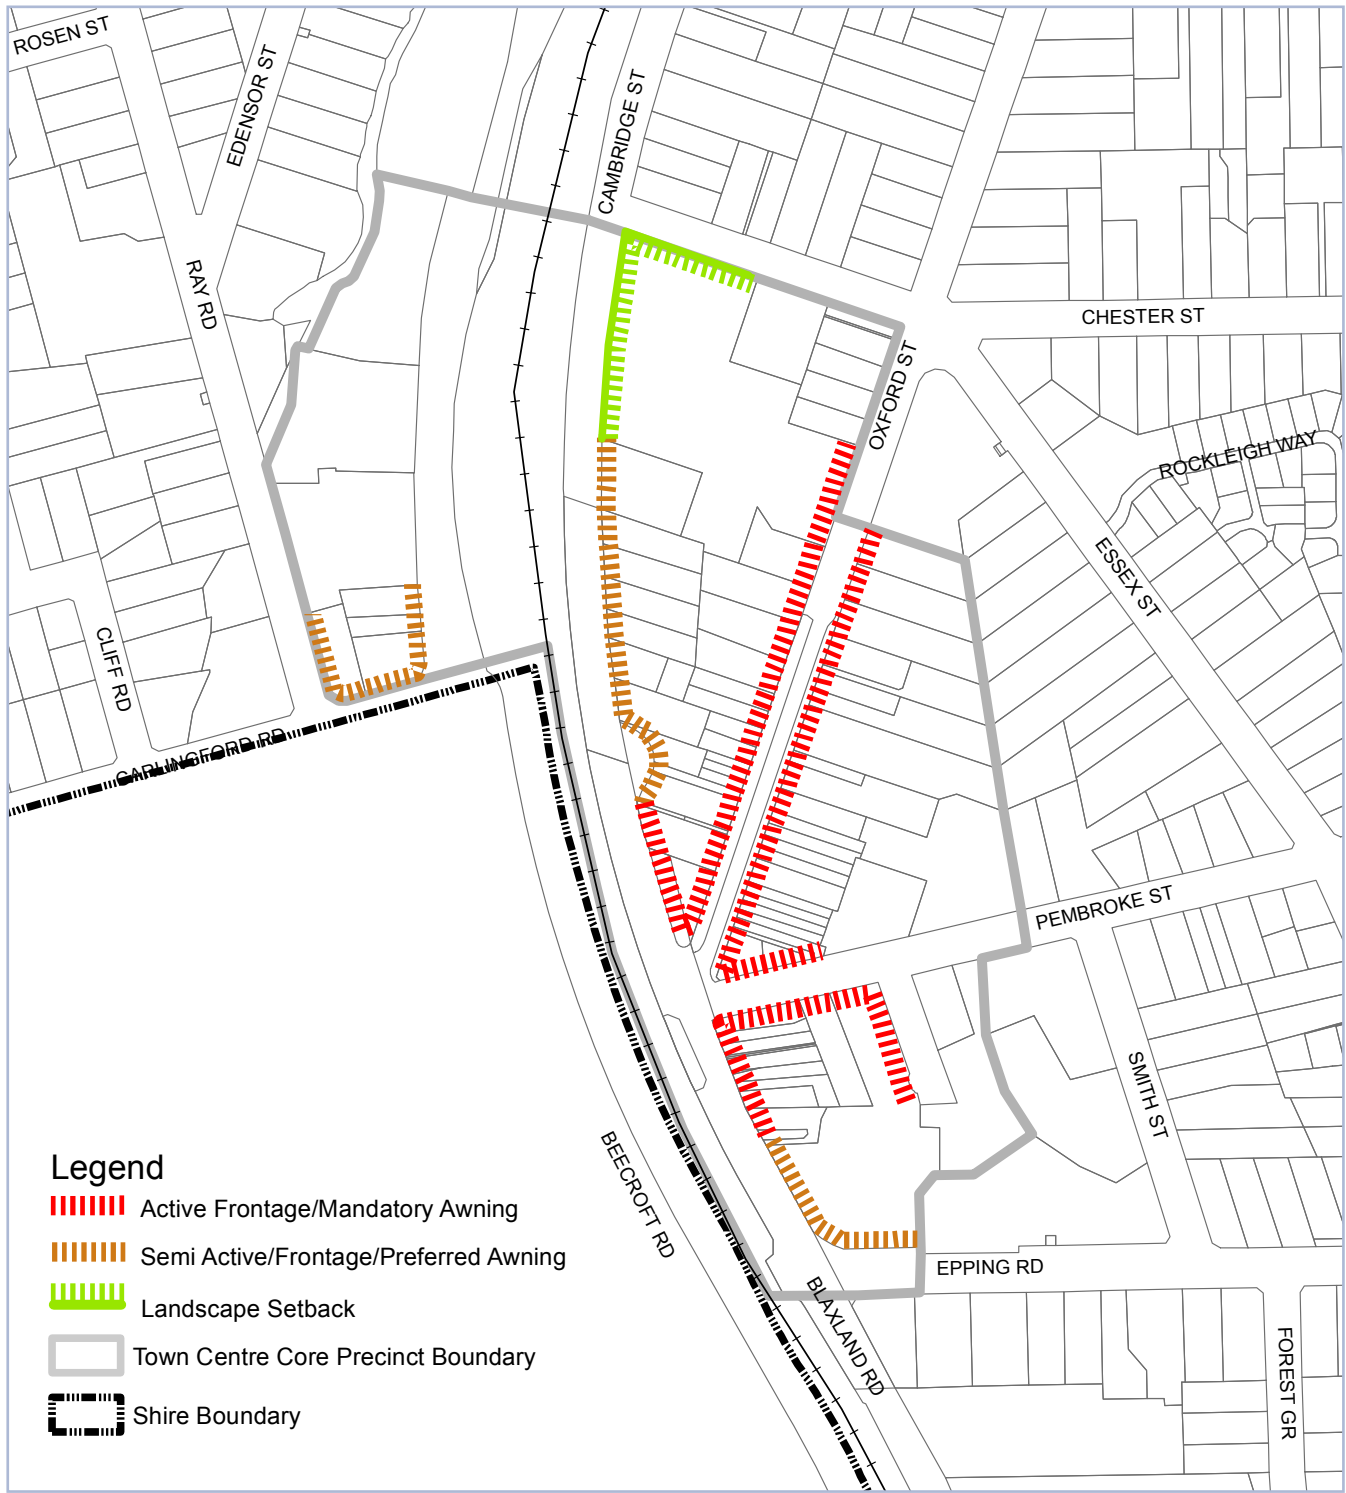 ROSEN ST
EDENSOR ST
CAMBRIDGE ST
RAY RD
CHESTER ST
OXFORD ST
ROCKLEIGH WAY
ESSEX ST
CLIFF RD
CARLINGFORD RD
PEMBROKE ST
SMITH ST
BEECROFT RD
EPPING RD
BLAXLAND RD
FOREST GR
Legend
Active Frontage/Mandatory Awning
Semi Active/Frontage/Preferred Awning
Landscape Setback
Town Centre Core Precinct Boundary
Shire Boundary